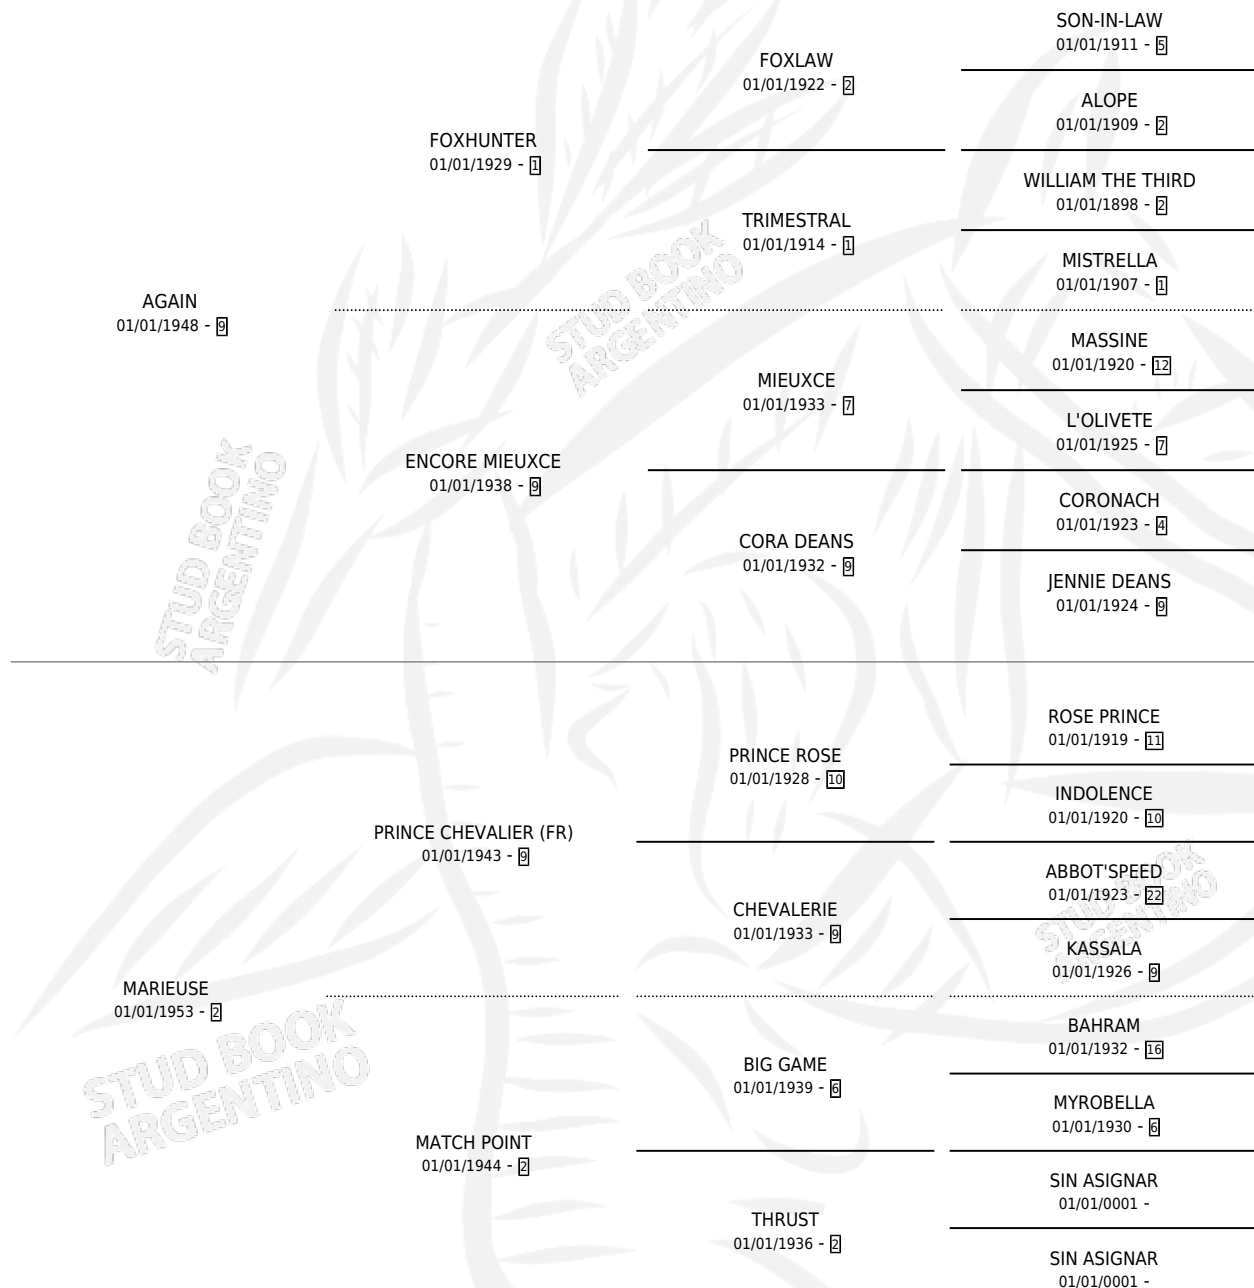 SON-IN-LAW
01/01/1911 - 5
FOXLAW
01/01/1922 - 2
ALOPE
01/01/1909 - 2
FOXHUNTER
01/01/1929 - 1
WILLIAM THE THIRD
01/01/1898 - 2
TRIMESTRAL
01/01/1914 - 1
MISTRELLA
01/01/1907 - 1
AGAIN
01/01/1948 - 9
MASSINE
01/01/1920 - 12
MIEUXCE
01/01/1933 - 7
L'OLIVETE
01/01/1925 - 7
ENCORE MIEUXCE
01/01/1938 - 9
CORONACH
01/01/1923 - 4
CORA DEANS
01/01/1932 - 9
JENNIE DEANS
01/01/1924 - 9
ROSE PRINCE
01/01/1919 - 11
PRINCE ROSE
01/01/1928 - 10
INDOLENCE
01/01/1920 - 10
PRINCE CHEVALIER (FR)
01/01/1943 - 9
ABBOT'SPEED
01/01/1923 - 22
CHEVALERIE
01/01/1933 - 9
KASSALA
01/01/1926 - 9
MARIEUSE
01/01/1953 - 2
BAHRAM
01/01/1932 - 16
BIG GAME
01/01/1939 - 6
MYROBELLA
01/01/1930 - 6
MATCH POINT
01/01/1944 - 2
SIN ASIGNAR
01/01/0001 -
THRUST
01/01/1936 - 2
SIN ASIGNAR
01/01/0001 -
STUD BOOK
ARGENTINO
STUD BOOK
ARGENTINO
STUD BOOK
ARGENTINO
STUD BOOK
ARGENTINO